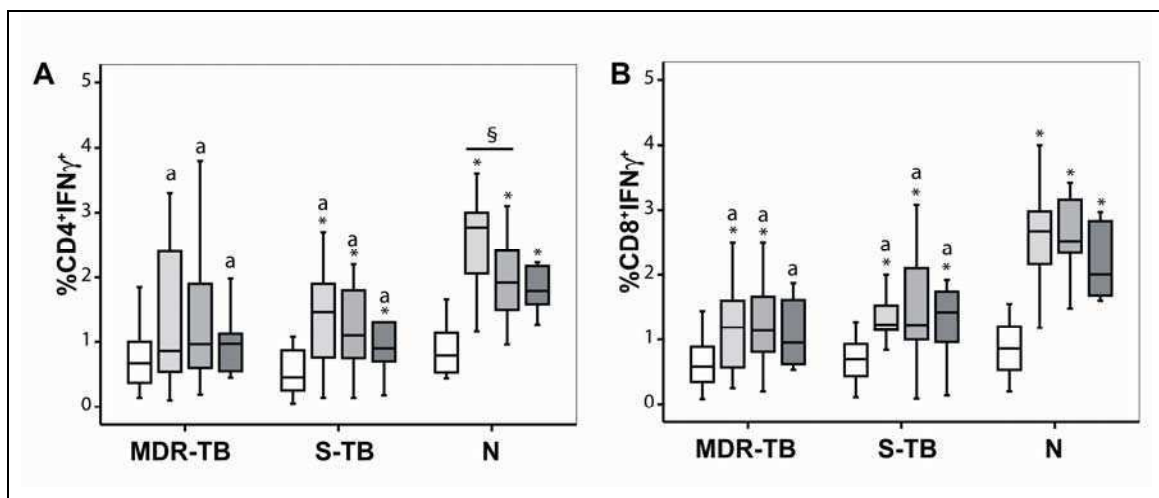 A
%CD4⁺IFNγ⁺
5
4
3
2
1
0
a a a
a* a* a*
§
* * *
MDR-TB S-TB N
B
%CD8⁺IFNγ⁺
5
4
3
2
1
0
a* a* a
a* a* a*
* * *
MDR-TB S-TB N